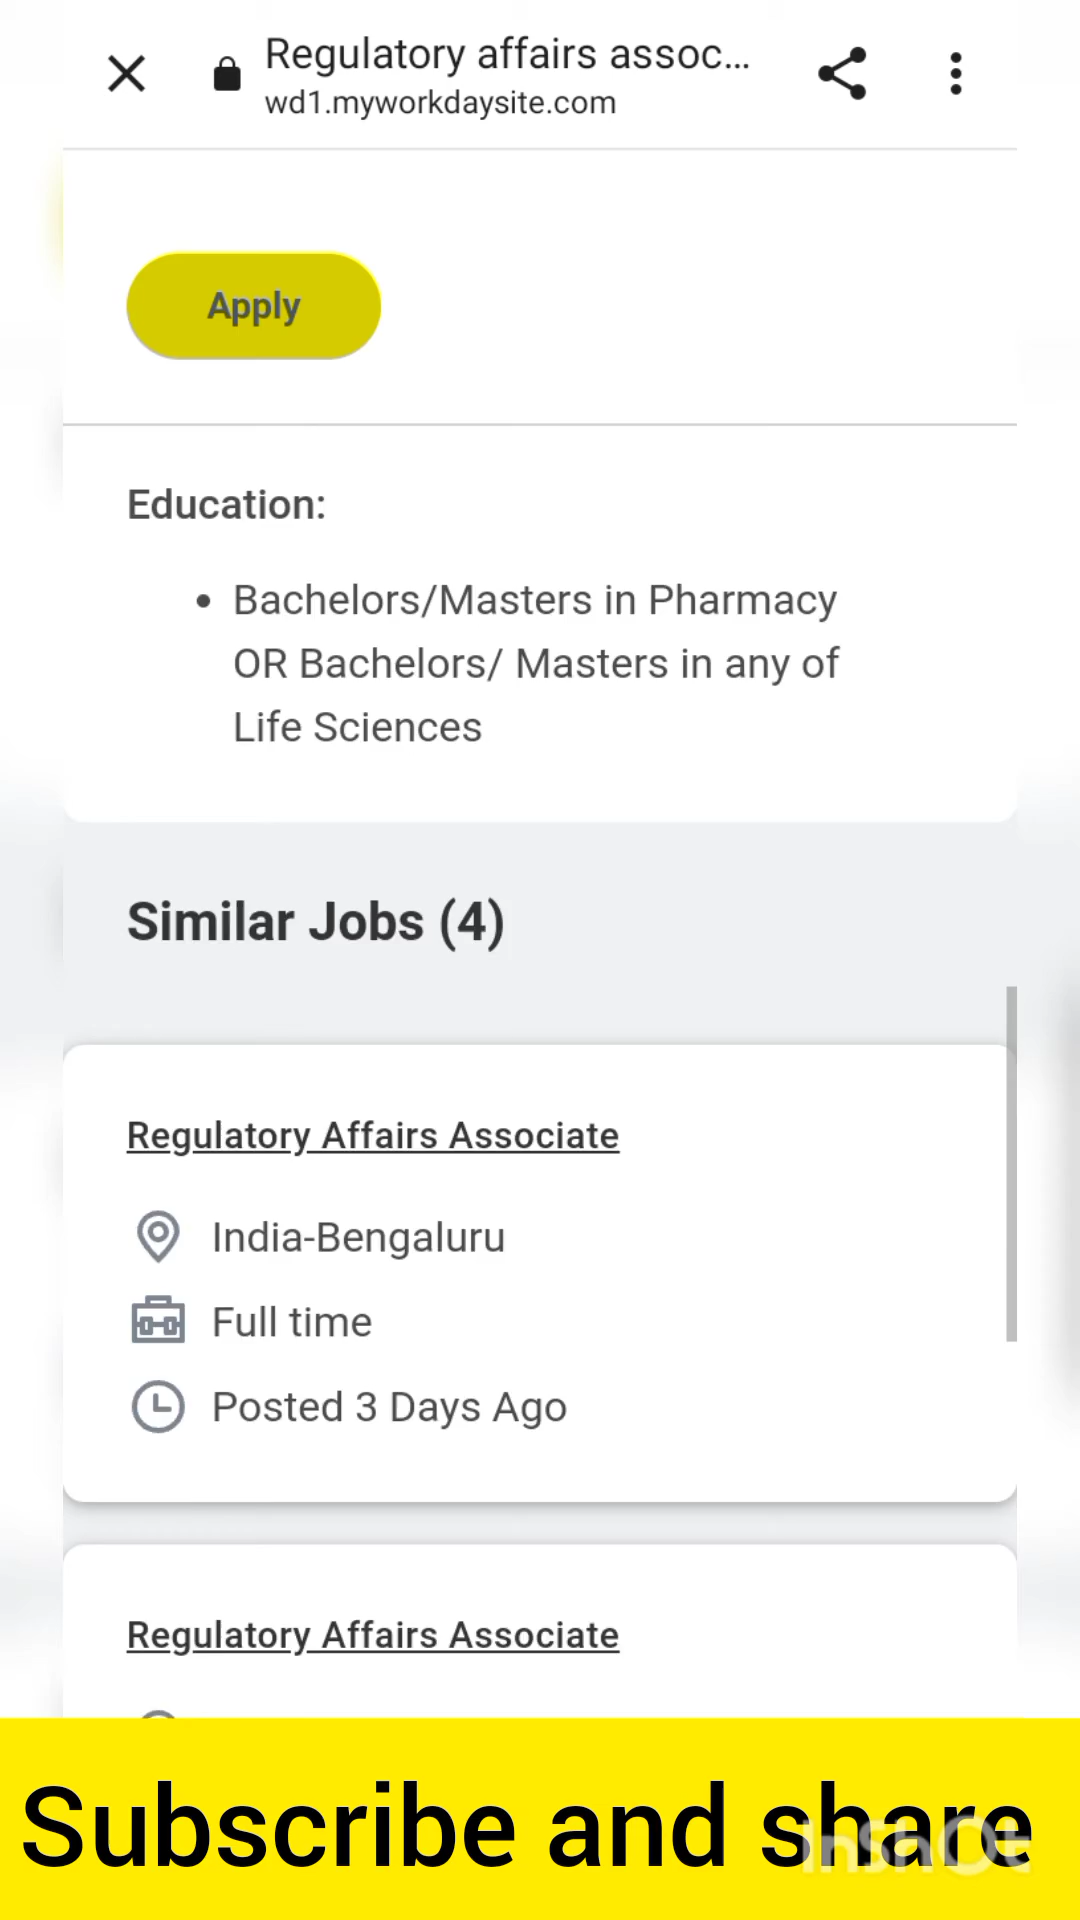 Regulatory affairs assoc...
wd1.myworkdaysite.com
Apply
Education:
• Bachelors/Masters in Pharmacy
OR Bachelors/ Masters in any of
Life Sciences
Similar Jobs (4)
Regulatory Affairs Associate
India-Bengaluru
Full time
Posted 3 Days Ago
Regulatory Affairs Associate
Subscribe and share
InShOt